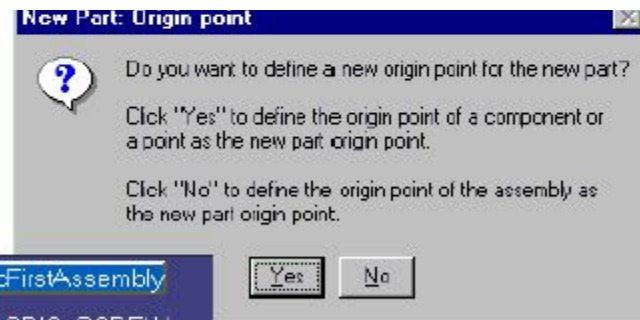 New Part: Origin point
Do you want to define a new origin point for the new part?
Click "Yes" to define the origin point of a component or
a point as the new part origin point.
Click "No" to define the origin point of the assembly as
the new part origin point.
Yes No
cFirstAssembly